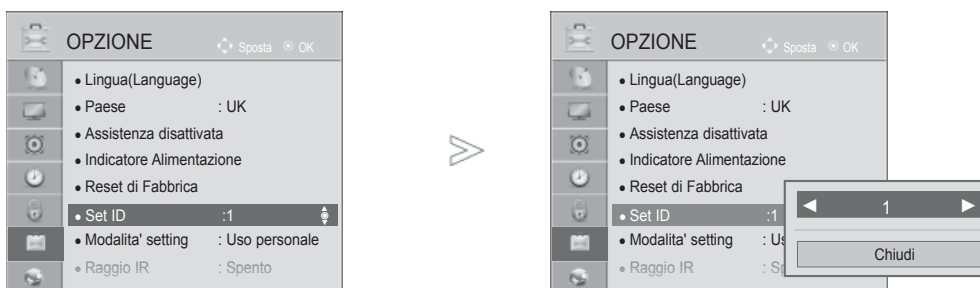 OPZIONE Sposta OK
• Lingua(Language)
• Paese : UK
• Assistenza disattivata
• Indicatore Alimentazione
• Reset di Fabbrica
• Set ID :1
• Modalita' setting : Uso personale
• Raggio IR : Spento
OPZIONE Sposta OK
• Lingua(Language)
• Paese : UK
• Assistenza disattivata
• Indicatore Alimentazione
• Reset di Fabbrica
• Set ID :1
• Modalita' setting : Us
• Raggio IR : Sp
◄ 1 ►
Chiudi